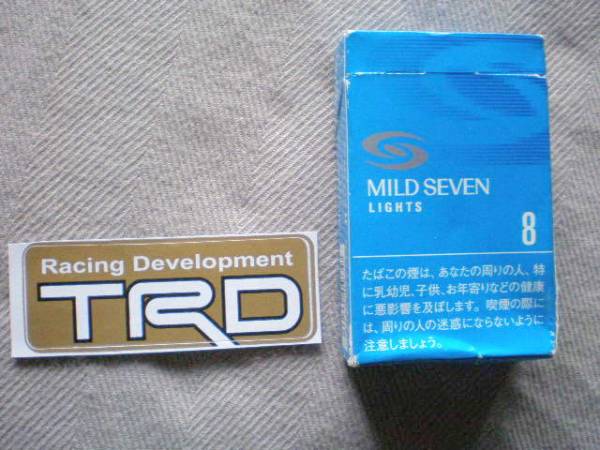 Racing Development
TRD
MILD SEVEN
LIGHTS
8
たばこの煙は、あなたの周りの人、特
に乳幼児、子供、お年寄りなどの健康
に悪影響を及ぼします。喫煙の際に
は、周りの人の迷惑にならないように
注意しましょう。